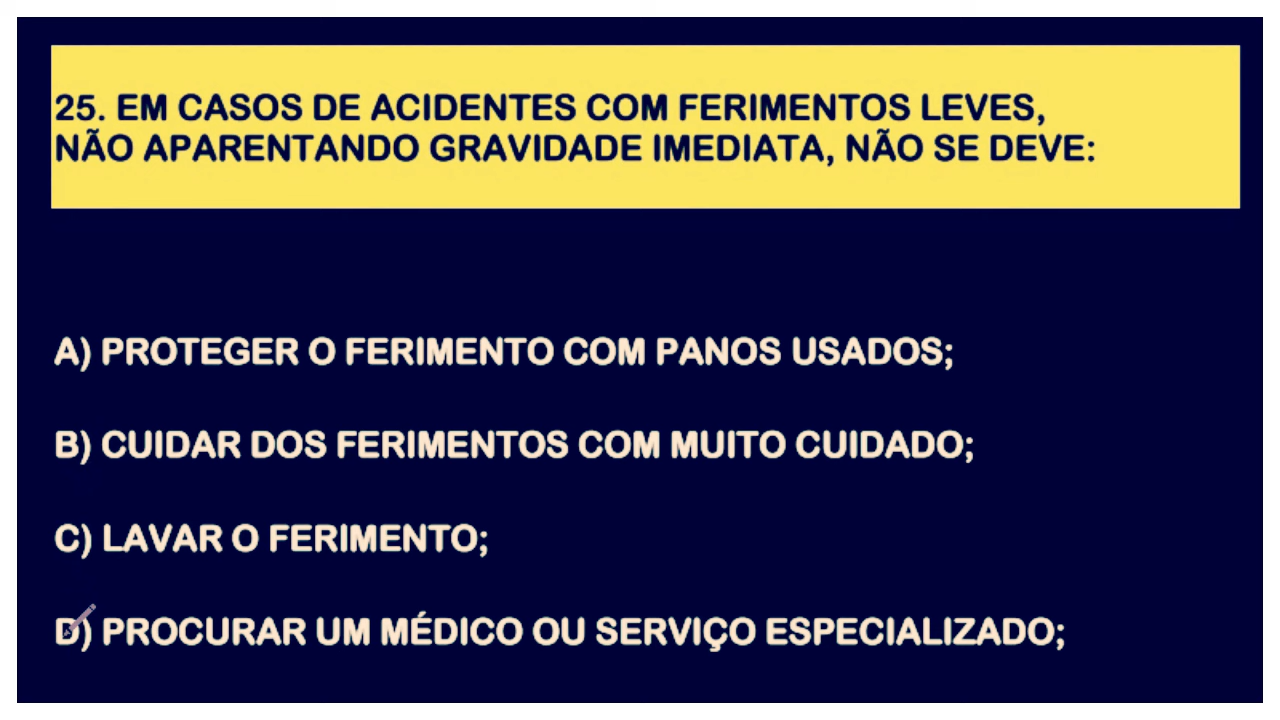 25. EM CASOS DE ACIDENTES COM FERIMENTOS LEVES,
NÃO APARENTANDO GRAVIDADE IMEDIATA, NÃO SE DEVE:
A) PROTEGER O FERIMENTO COM PANOS USADOS;
B) CUIDAR DOS FERIMENTOS COM MUITO CUIDADO;
C) LAVAR O FERIMENTO;
D) PROCURAR UM MÉDICO OU SERVIÇO ESPECIALIZADO;